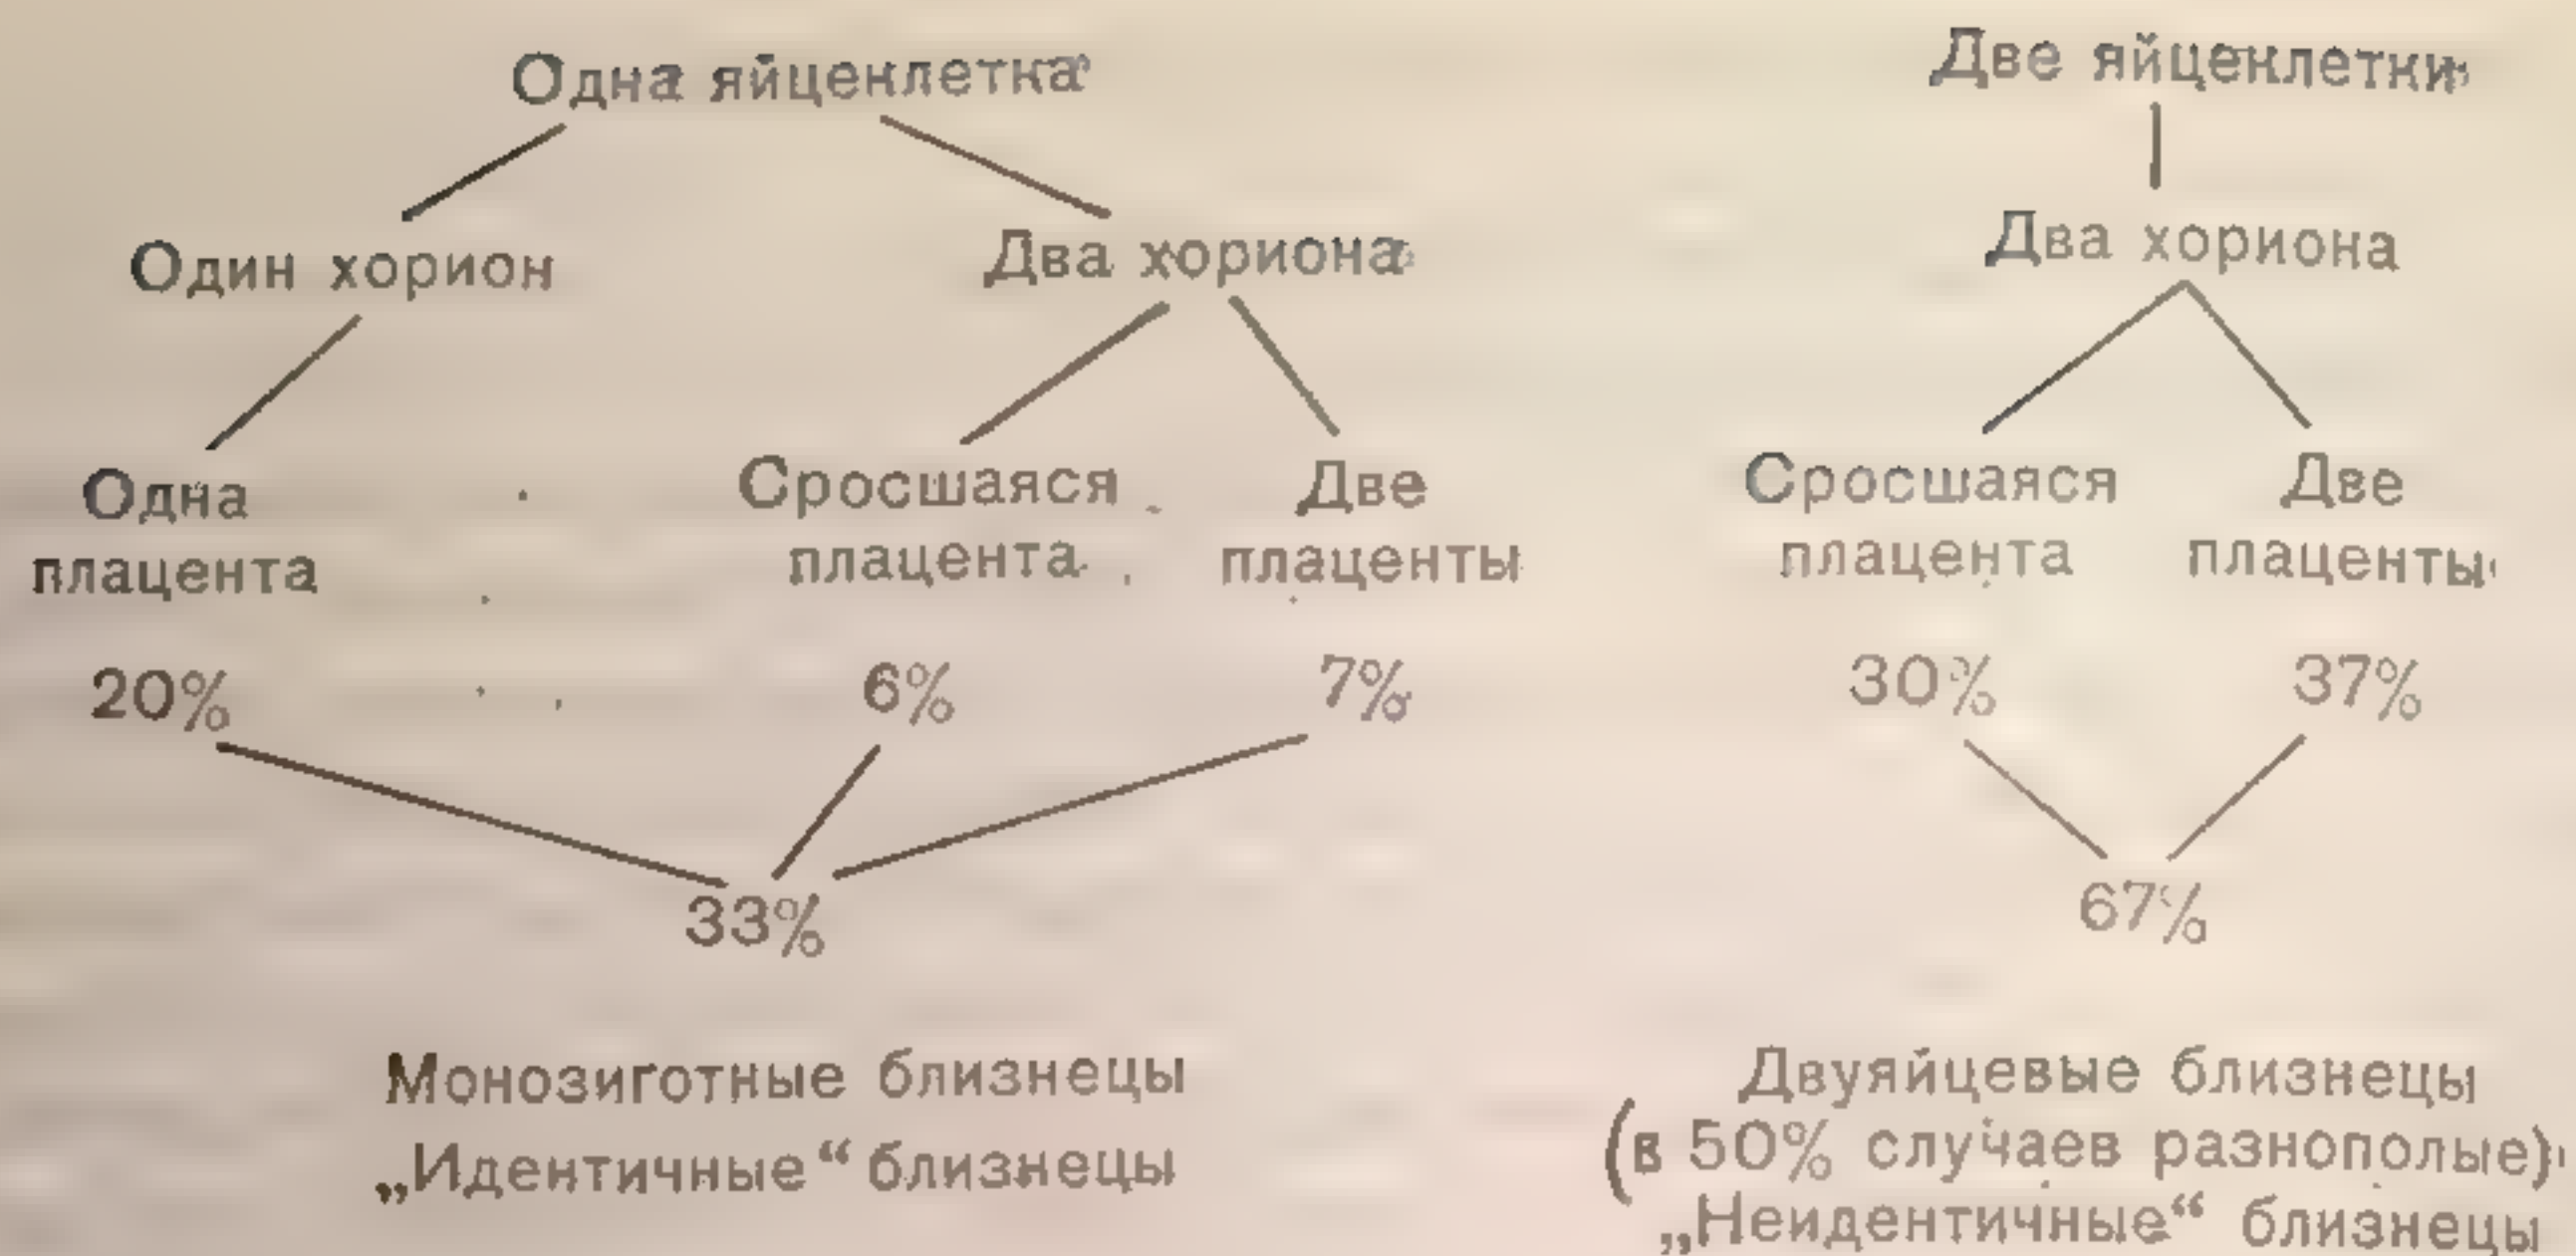 Одна яйцеклетка
Две яйцеклетки
Один хорион
Два хориона
Два хориона
Одна
плацента
Сросшаяся
плацента
Две
плаценты
Сросшаяся
плацента
Две
плаценты
20%
6%
7%
30%
37%
33%
67%
Монозиготные близнецы
„Идентичные“ близнецы
Двуяйцевые близнецы
(в 50% случаев разнополые)
„Неидентичные“ близнецы